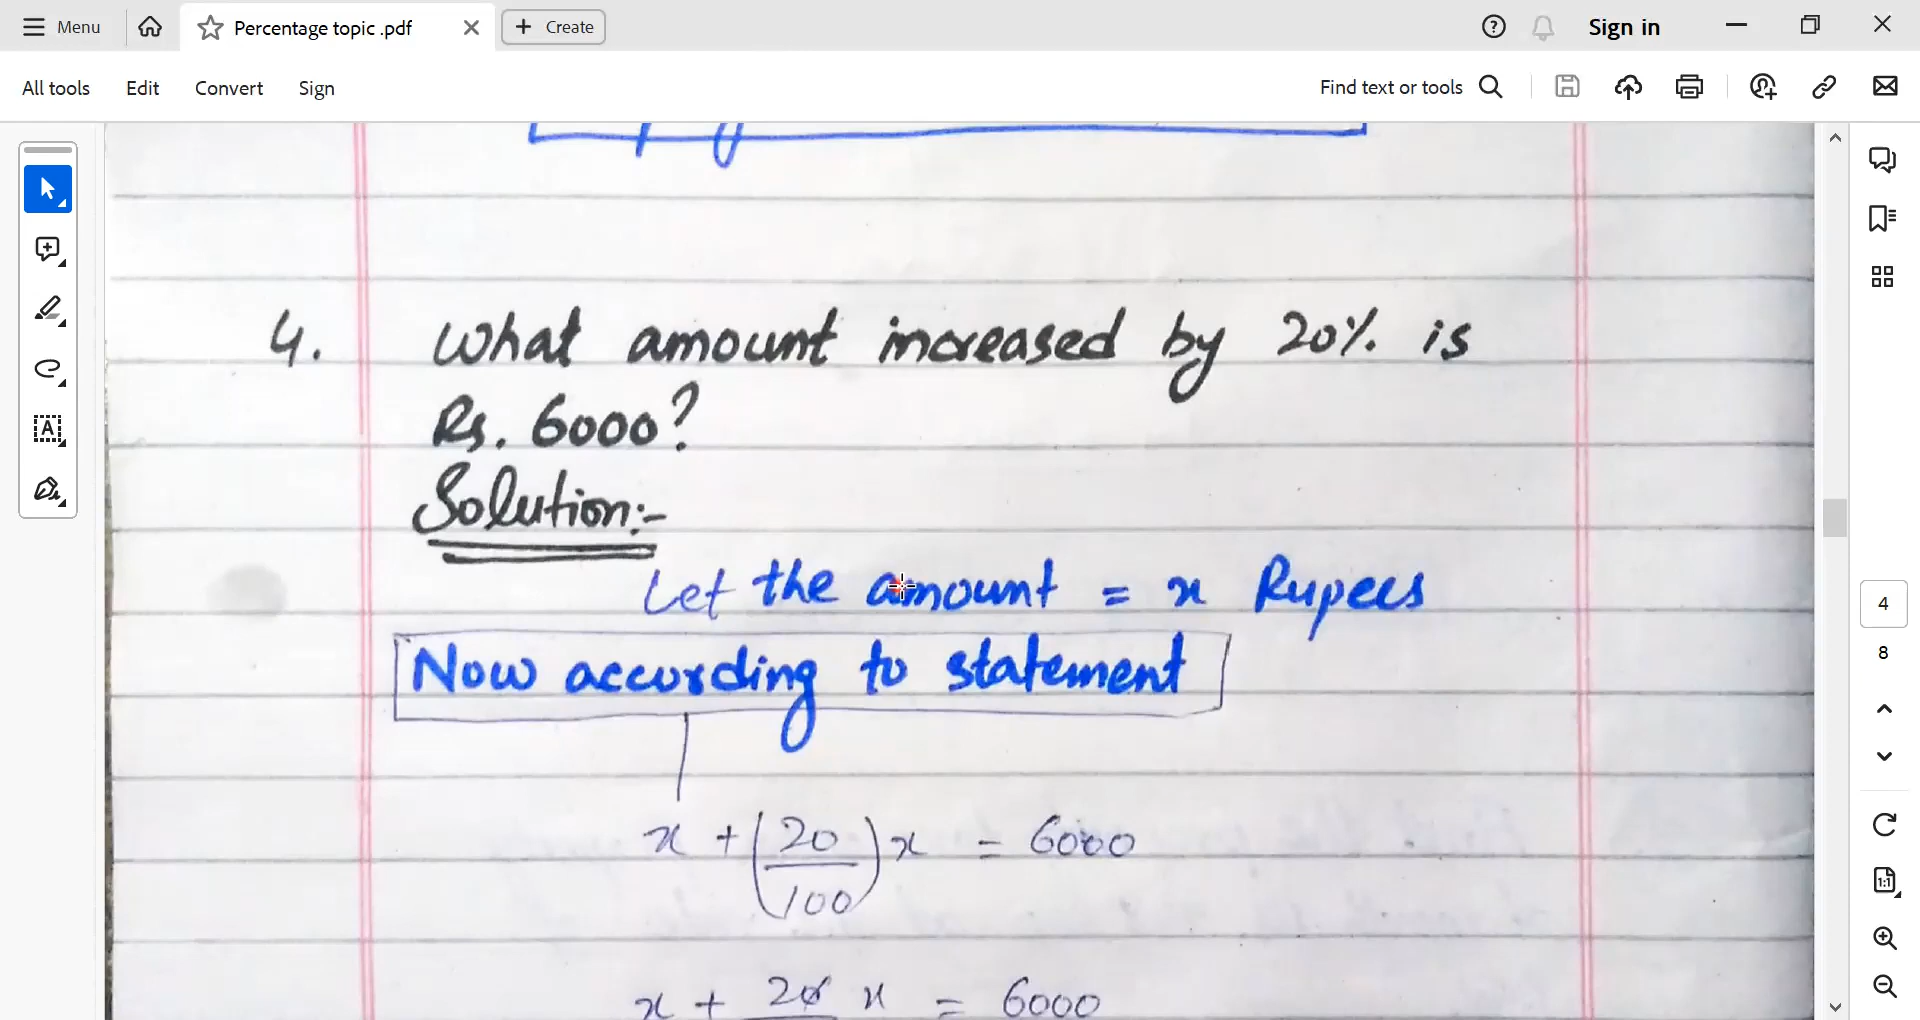 Menu
Percentage topic .pdf
Create
Sign in
All tools
Edit
Convert
Sign
Find text or tools
4. What amount increased by 20% is
Rs. 6000?
Solution:-
Let the amount = x Rupees
Now according to statement
x + (20/100)x = 6000
x + 20 x = 6000
4
8